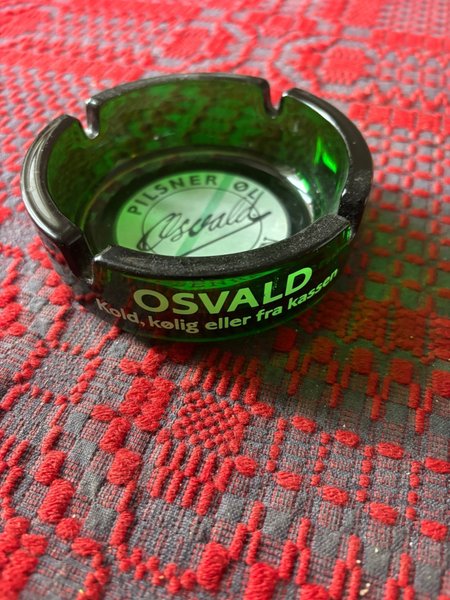 PILSNER ØL
Osvald
OSVALD
Kold, kølig eller fra kassen